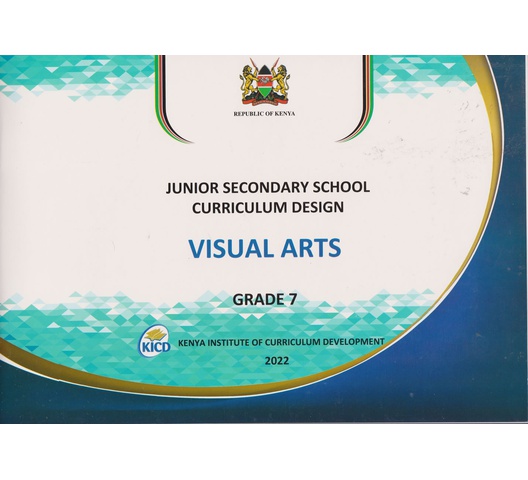 REPUBLIC OF KENYA
JUNIOR SECONDARY SCHOOL
CURRICULUM DESIGN
VISUAL ARTS
GRADE 7
KICD
KENYA INSTITUTE OF CURRICULUM DEVELOPMENT
2022